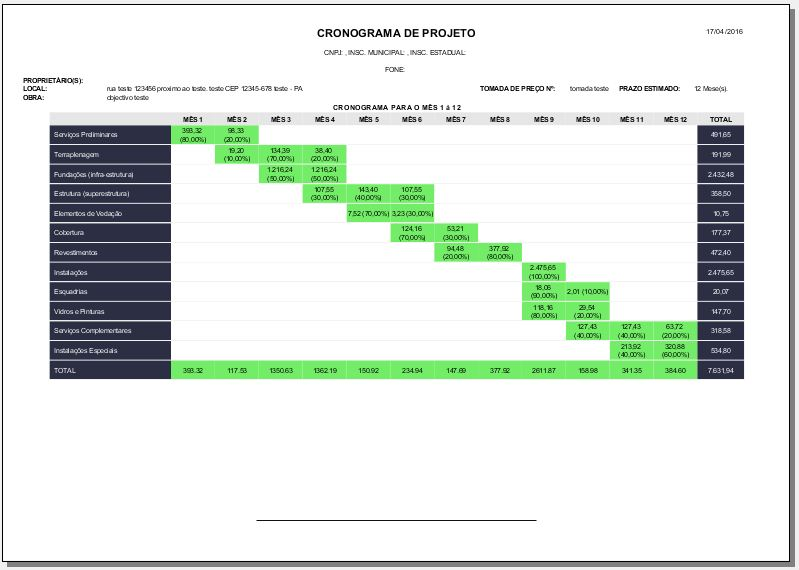 CRONOGRAMA DE PROJETO
17/04/2016
CNPJ: , INSC. MUNICIPAL: , INSC. ESTADUAL:
FONE:
PROPRIETÁRIO(S):
LOCAL: rua teste 123456 proximo ao teste. teste CEP 12345-678 teste - PA TOMADA DE PREÇO Nº: tomada teste PRAZO ESTIMADO: 12 Mese(s).
OBRA: objectivo teste
CRONOGRAMA PARA O MÊS 1 á 12
MÊS 1 MÊS 2 MÊS 3 MÊS 4 MÊS 5 MÊS 6 MÊS 7 MÊS 8 MÊS 9 MÊS 10 MÊS 11 MÊS 12 TOTAL
Serviços Preliminares 393,32 (80,00%) 98,33 (20,00%) 491,65
Terraplenagem 19,20 (10,00%) 134,39 (70,00%) 38,40 (20,00%) 191,99
Fundações (infra-estrutura) 1.216,24 (50,00%) 1.216,24 (50,00%) 2.432,48
Estrutura (superestrutura) 107,55 (30,00%) 143,40 (40,00%) 107,55 (30,00%) 358,50
Elementos de Vedação 7,52 (70,00%) 3,23 (30,00%) 10,75
Cobertura 124,16 (70,00%) 53,21 (30,00%) 177,37
Revestimentos 94,48 (20,00%) 377,92 (80,00%) 472,40
Instalações 2.475,65 (100,00%) 2.475,65
Esquadrias 18,06 (90,00%) 2,01 (10,00%) 20,07
Vidros e Pinturas 118,16 (80,00%) 29,54 (20,00%) 147,70
Serviços Complementares 127,43 (40,00%) 127,43 (40,00%) 63,72 (20,00%) 318,58
Instalações Especiais 213,92 (40,00%) 320,88 (60,00%) 534,80
TOTAL 393.32 117.53 1350.63 1362.19 150.92 234.94 147.69 377.92 2611.87 158.98 341.35 384.60 7.631,94